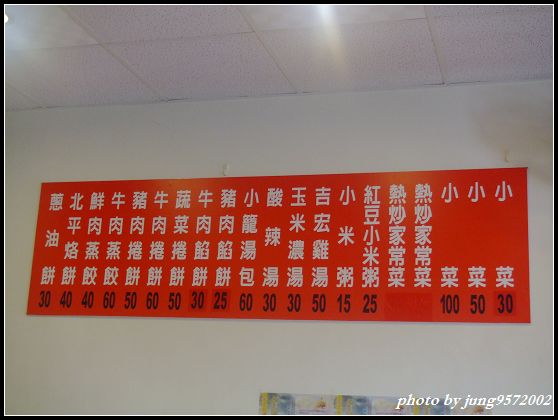 蔥油餅 30
北平烙餅 40
鮮肉蒸餃 40
牛肉蒸餃 60
豬肉捲餅 50
牛肉捲餅 60
蔬菜捲餅 50
牛肉餡餅 30
豬肉餡餅 25
小籠湯包 60
酸辣湯 30
玉米濃湯 30
吉宏雞湯 50
小米粥 15
紅豆小米粥 25
熱炒家常菜
熱炒家常菜
小菜 100
小菜 50
小菜 30
photo by jung9572002